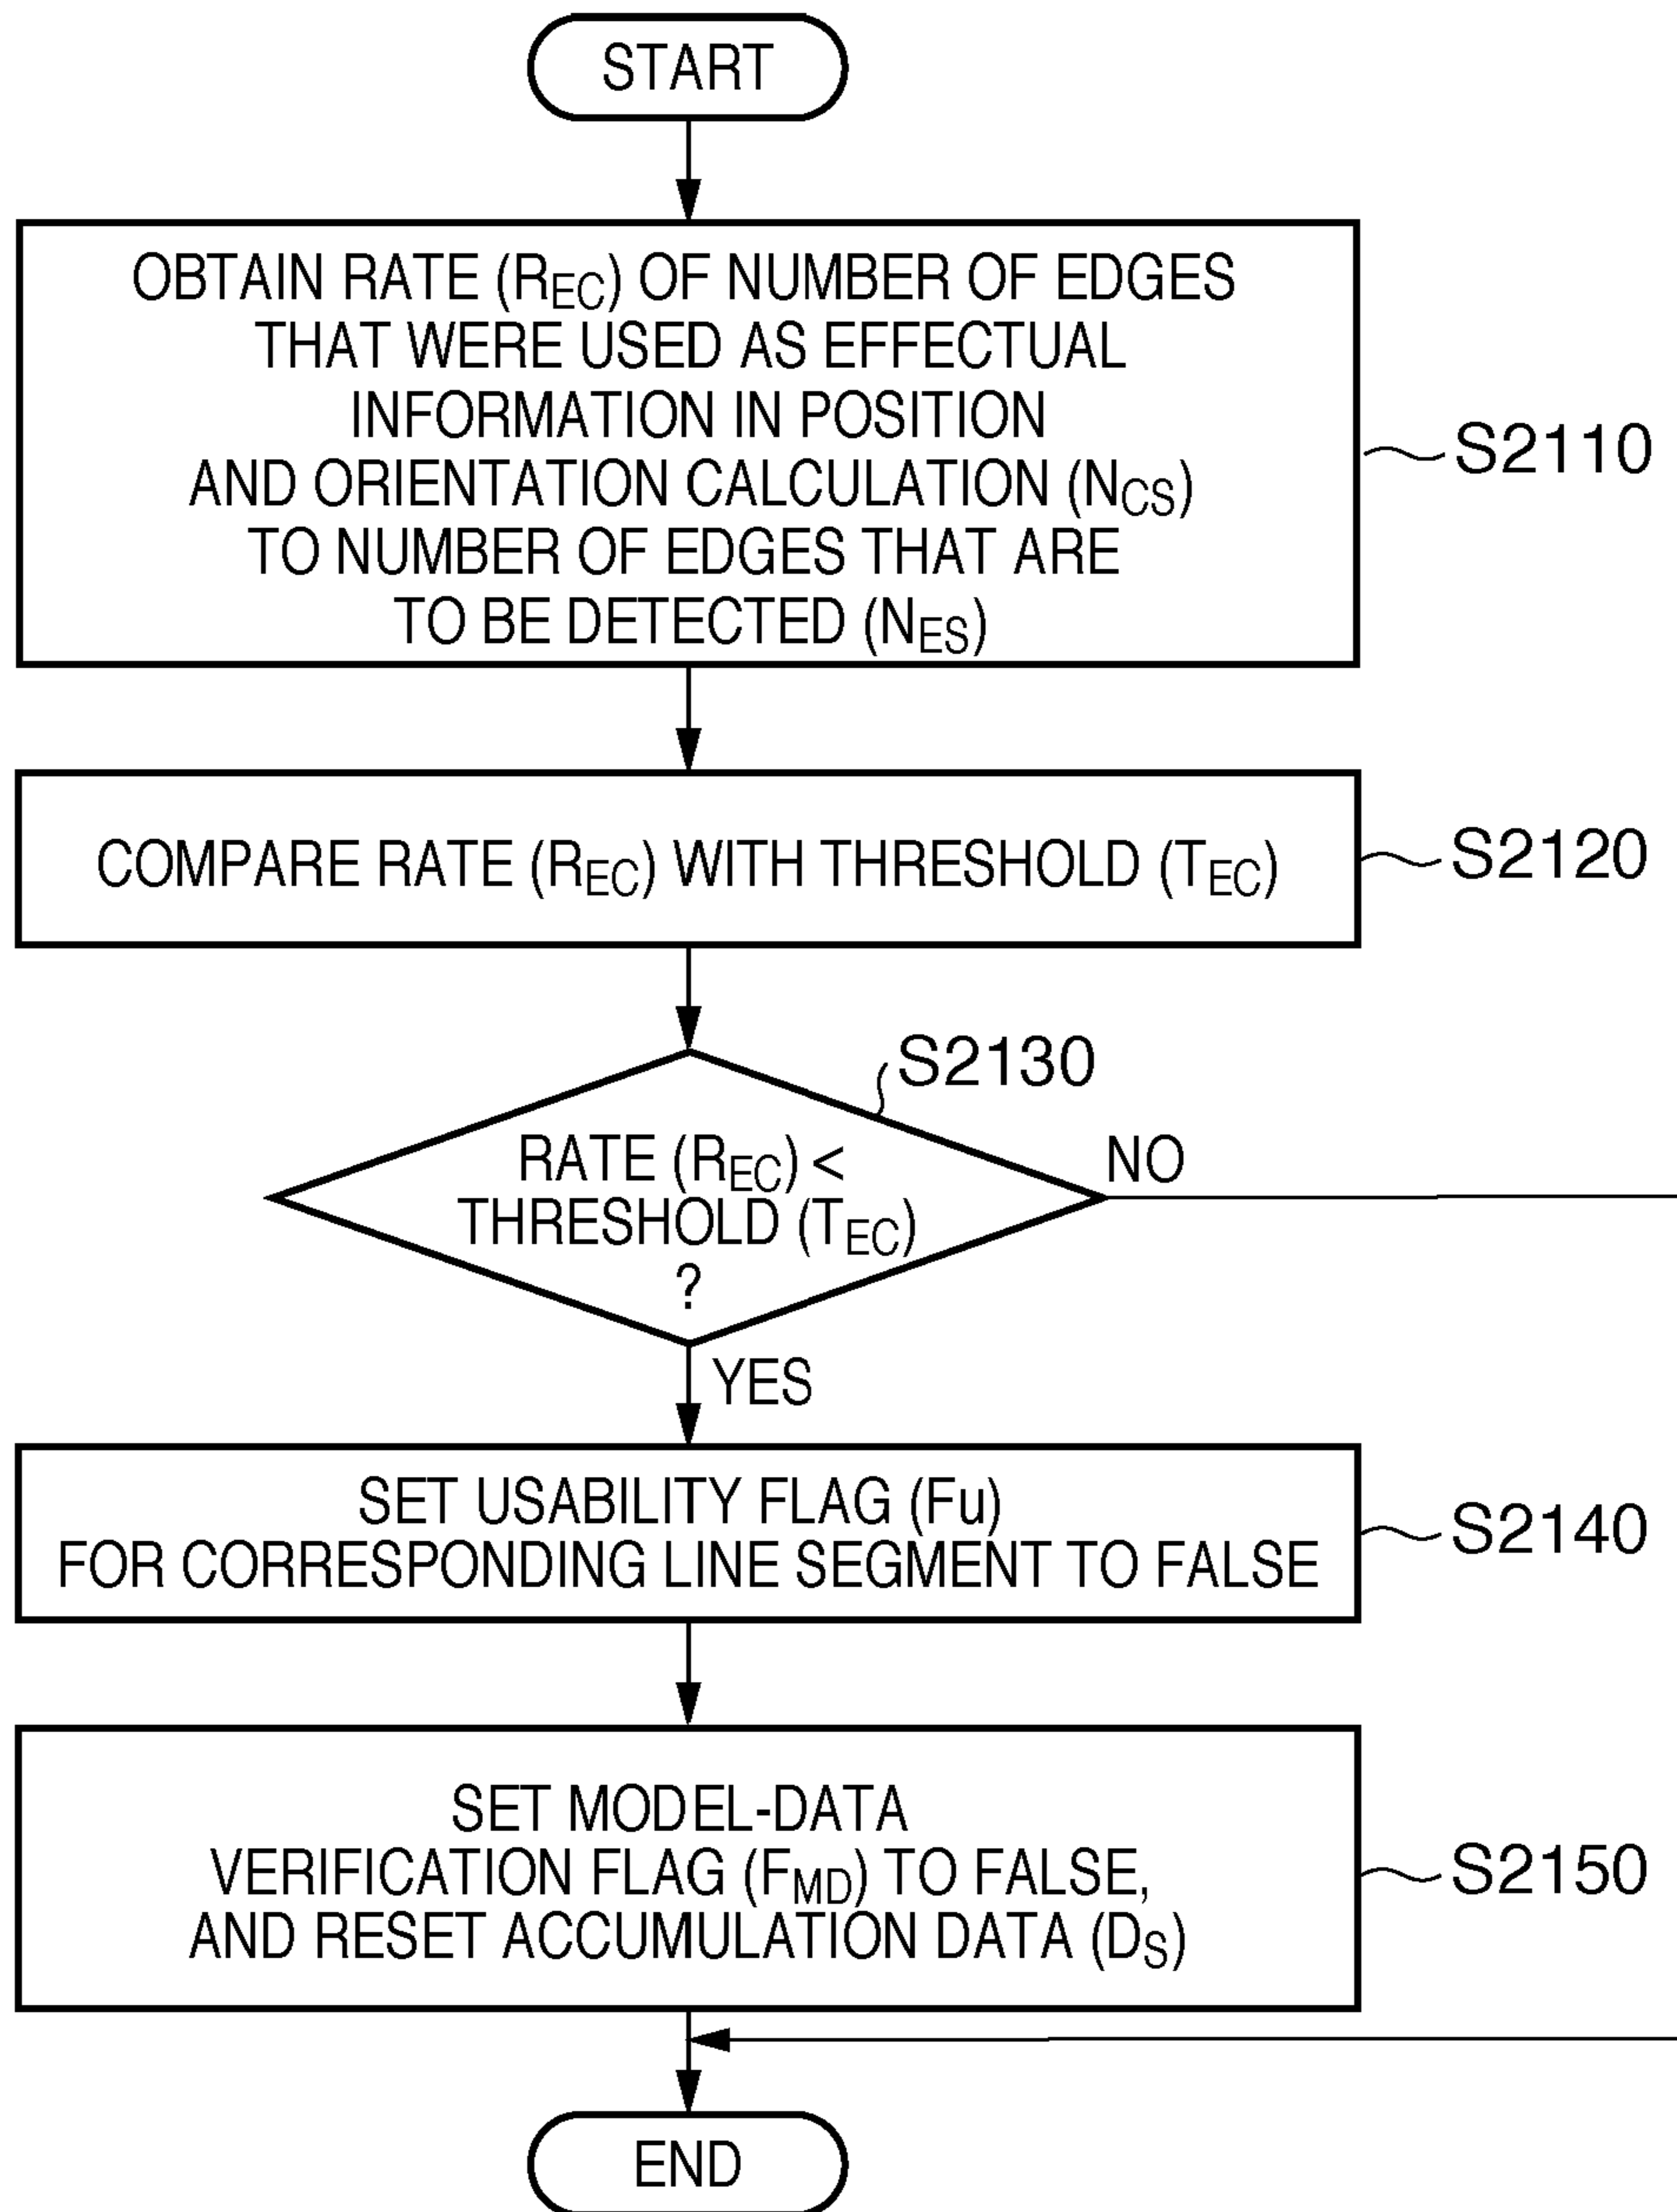 START
OBTAIN RATE (REC) OF NUMBER OF EDGES
THAT WERE USED AS EFFECTUAL
INFORMATION IN POSITION
AND ORIENTATION CALCULATION (NCS)
TO NUMBER OF EDGES THAT ARE
TO BE DETECTED (NES)
S2110
COMPARE RATE (REC) WITH THRESHOLD (TEC)
S2120
S2130
RATE (REC) <
THRESHOLD (TEC)
?
NO
YES
SET USABILITY FLAG (Fu)
FOR CORRESPONDING LINE SEGMENT TO FALSE
S2140
SET MODEL-DATA
VERIFICATION FLAG (FMD) TO FALSE,
AND RESET ACCUMULATION DATA (DS)
S2150
END